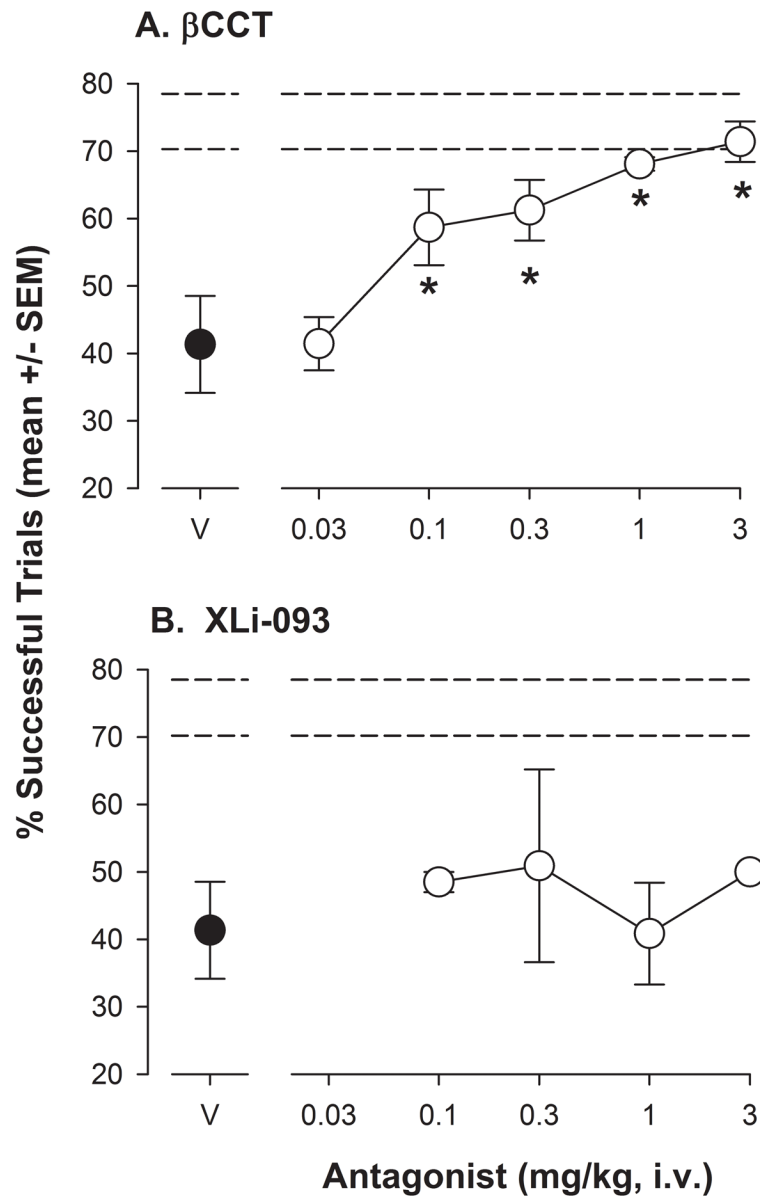 A. βCCT
80
70
60
50
40
30
20
* * * *
V 0.03 0.1 0.3 1 3
% Successful Trials (mean +/- SEM)
B. XLi-093
80
70
60
50
40
30
20
V 0.03 0.1 0.3 1 3
Antagonist (mg/kg, i.v.)